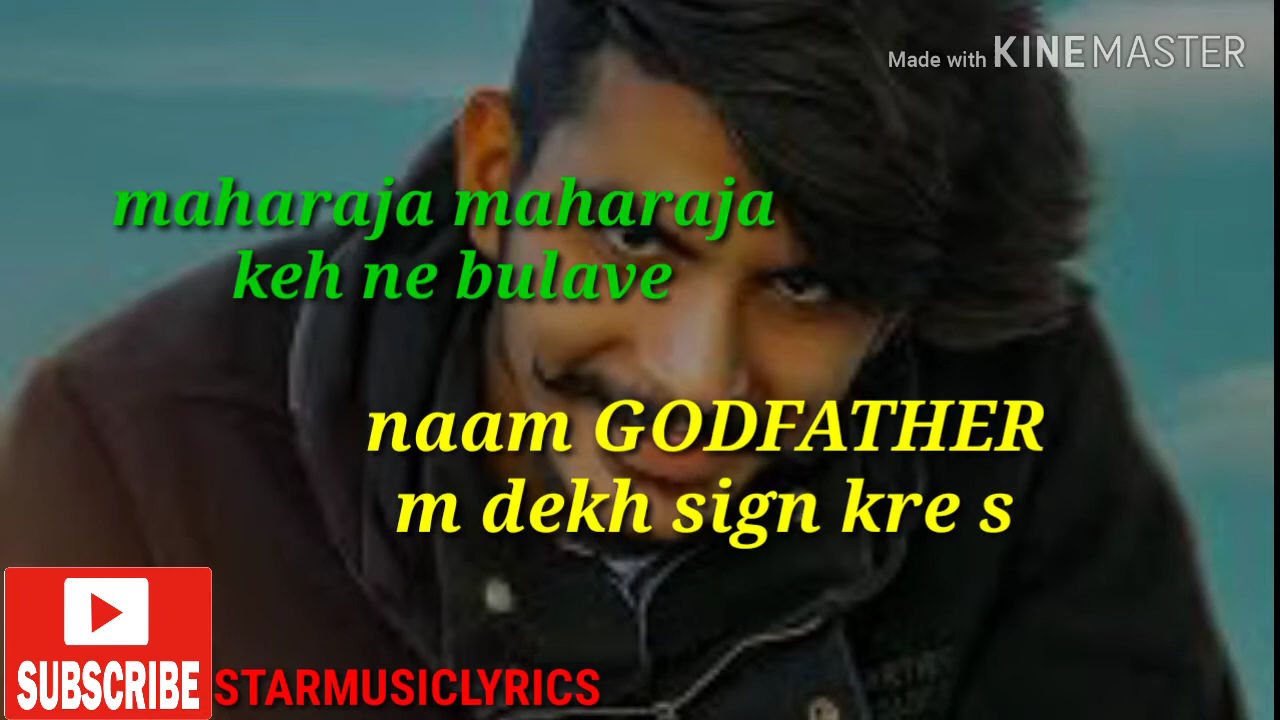 Made with KINEMASTER
maharaja maharaja
keh ne bulave
naam GODFATHER
m dekh sign kre s
SUBSCRIBE
STARMUSICLYRICS